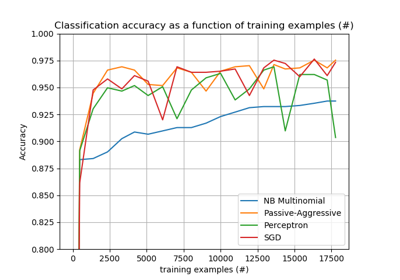 Classification accuracy as a function of training examples (#)
1.000
0.975
0.950
0.925
0.900
0.875
0.850
0.825
0.800
Accuracy
NB Multinomial
Passive-Aggressive
Perceptron
SGD
0 2500 5000 7500 10000 12500 15000 17500
training examples (#)